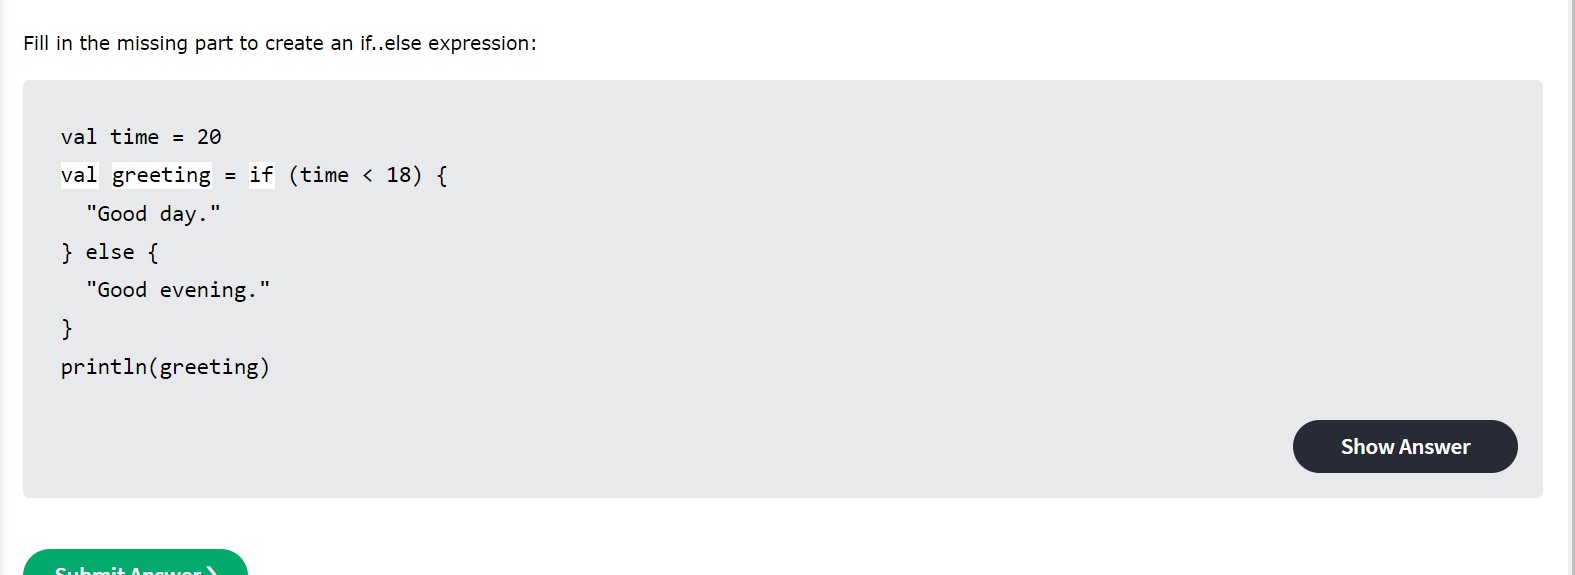 Fill in the missing part to create an if..else expression:
val time = 20
val greeting = if (time < 18) {
  "Good day."
} else {
  "Good evening."
}
println(greeting)
Show Answer
Submit Answer ❯